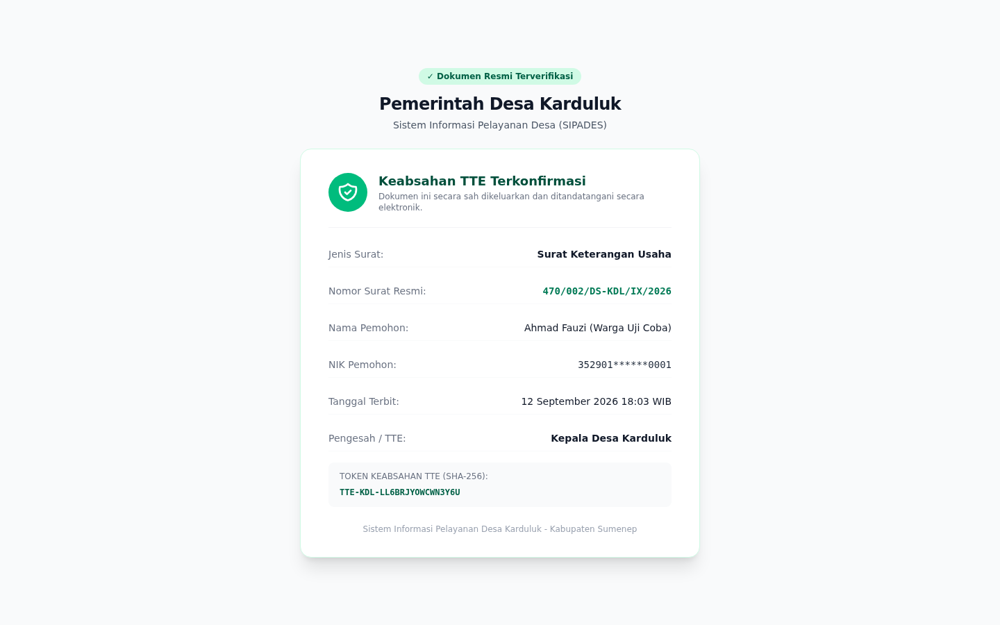 ✓ Dokumen Resmi Terverifikasi
Pemerintah Desa Karduluk
Sistem Informasi Pelayanan Desa (SIPADES)
Keabsahan TTE Terkonfirmasi
Dokumen ini secara sah dikeluarkan dan ditandatangani secara
elektronik.
Jenis Surat: Surat Keterangan Usaha
Nomor Surat Resmi: 470/002/DS-KDL/IX/2026
Nama Pemohon: Ahmad Fauzi (Warga Uji Coba)
NIK Pemohon: 352901******0001
Tanggal Terbit: 12 September 2026 18:03 WIB
Pengesah / TTE: Kepala Desa Karduluk
TOKEN KEABSAHAN TTE (SHA-256):
TTE-KDL-LL6BRJYOWCWN3Y6U
Sistem Informasi Pelayanan Desa Karduluk - Kabupaten Sumenep